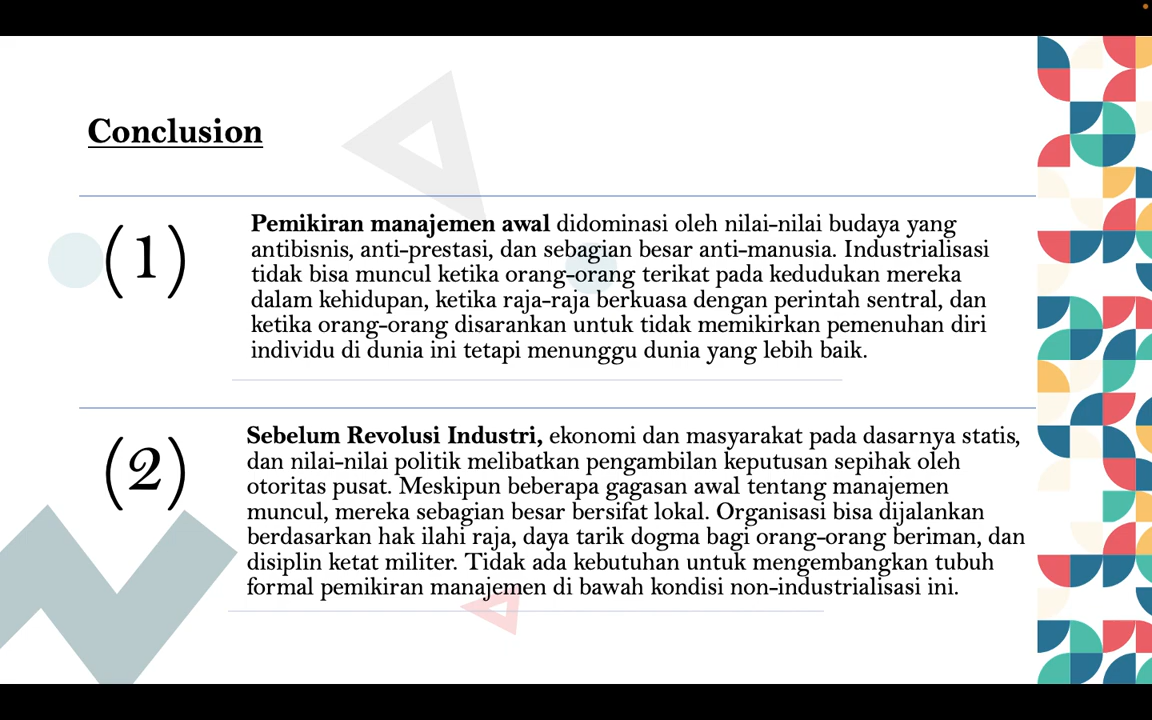 Conclusion
(1)
Pemikiran manajemen awal didominasi oleh nilai-nilai budaya yang
antibisnis, anti-prestasi, dan sebagian besar anti-manusia. Industrialisasi
tidak bisa muncul ketika orang-orang terikat pada kedudukan mereka
dalam kehidupan, ketika raja-raja berkuasa dengan perintah sentral, dan
ketika orang-orang disarankan untuk tidak memikirkan pemenuhan diri
individu di dunia ini tetapi menunggu dunia yang lebih baik.
(2)
Sebelum Revolusi Industri, ekonomi dan masyarakat pada dasarnya statis,
dan nilai-nilai politik melibatkan pengambilan keputusan sepihak oleh
otoritas pusat. Meskipun beberapa gagasan awal tentang manajemen
muncul, mereka sebagian besar bersifat lokal. Organisasi bisa dijalankan
berdasarkan hak ilahi raja, daya tarik dogma bagi orang-orang beriman, dan
disiplin ketat militer. Tidak ada kebutuhan untuk mengembangkan tubuh
formal pemikiran manajemen di bawah kondisi non-industrialisasi ini.